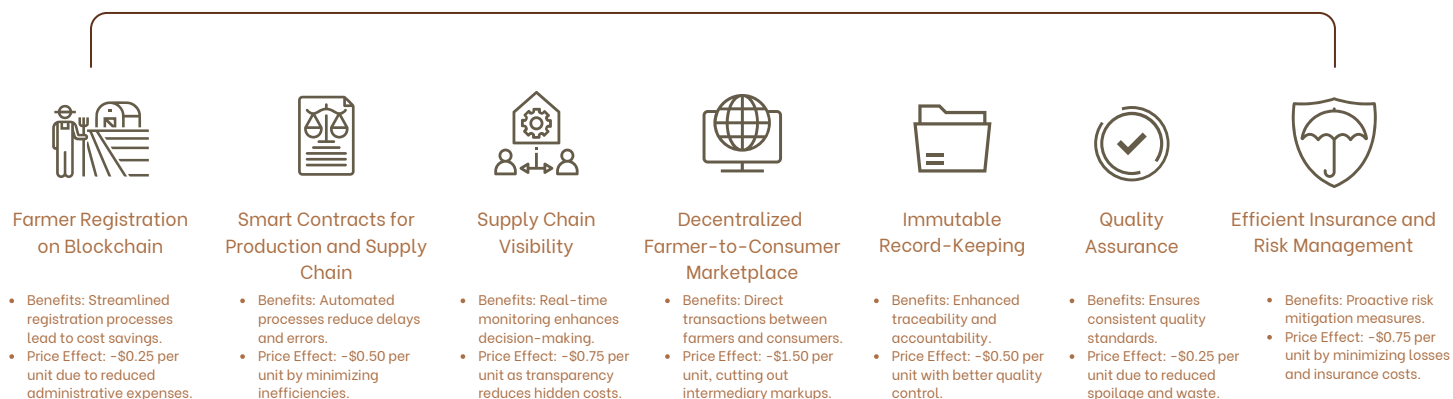 Farmer Registration
on Blockchain
• Benefits: Streamlined
registration processes
lead to cost savings.
• Price Effect: -$0.25 per
unit due to reduced
administrative expenses.
Smart Contracts for
Production and Supply
Chain
• Benefits: Automated
processes reduce delays
and errors.
• Price Effect: -$0.50 per
unit by minimizing
inefficiencies.
Supply Chain
Visibility
• Benefits: Real-time
monitoring enhances
decision-making.
• Price Effect: -$0.75 per
unit as transparency
reduces hidden costs.
Decentralized
Farmer-to-Consumer
Marketplace
• Benefits: Direct
transactions between
farmers and consumers.
• Price Effect: -$1.50 per
unit, cutting out
intermediary markups.
Immutable
Record-Keeping
• Benefits: Enhanced
traceability and
accountability.
• Price Effect: -$0.50 per
unit with better quality
control.
Quality
Assurance
• Benefits: Ensures
consistent quality
standards.
• Price Effect: -$0.25 per
unit due to reduced
spoilage and waste.
Efficient Insurance and
Risk Management
• Benefits: Proactive risk
mitigation measures.
• Price Effect: -$0.75 per
unit by minimizing losses
and insurance costs.